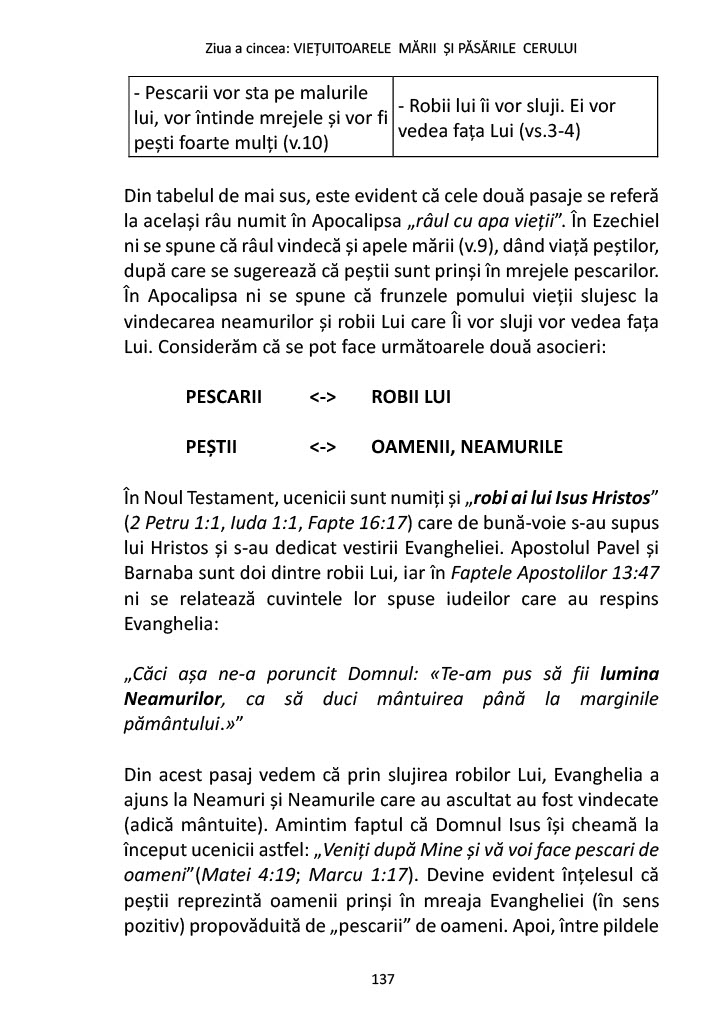 Ziua a cincea: VIEȚUITOARELE MĂRII ȘI PĂSĂRILE CERULUI
- Pescarii vor sta pe malurile
lui, vor întinde mrejele și vor fi
pești foarte mulți (v.10)
- Robii lui îi vor sluji. Ei vor
vedea fața Lui (vs.3-4)
Din tabelul de mai sus, este evident că cele două pasaje se referă
la același râu numit în Apocalipsa „râul cu apa vieții”. În Ezechiel
ni se spune că râul vindecă și apele mării (v.9), dând viață peștilor,
după care se sugerează că peștii sunt prinși în mrejele pescarilor.
În Apocalipsa ni se spune că frunzele pomului vieții slujesc la
vindecarea neamurilor și robii Lui care Îi vor sluji vor vedea fața
Lui. Considerăm că se pot face următoarele două asocieri:
PESCARII <-> ROBII LUI
PEȘTII <-> OAMENII, NEAMURILE
În Noul Testament, ucenicii sunt numiți și „robi ai lui Isus Hristos”
(2 Petru 1:1, Iuda 1:1, Fapte 16:17) care de bună-voie s-au supus
lui Hristos și s-au dedicat vestirii Evangheliei. Apostolul Pavel și
Barnaba sunt doi dintre robii Lui, iar în Faptele Apostolilor 13:47
ni se relatează cuvintele lor spuse iudeilor care au respins
Evanghelia:
„Căci așa ne-a poruncit Domnul: «Te-am pus să fii lumina
Neamurilor, ca să duci mântuirea până la marginile
pământului.»”
Din acest pasaj vedem că prin slujirea robilor Lui, Evanghelia a
ajuns la Neamuri și Neamurile care au ascultat au fost vindecate
(adică mântuite). Amintim faptul că Domnul Isus își cheamă la
început ucenicii astfel: „Veniți după Mine și vă voi face pescari de
oameni”(Matei 4:19; Marcu 1:17). Devine evident înțelesul că
peștii reprezintă oamenii prinși în mreaja Evangheliei (în sens
pozitiv) propovăduită de „pescarii” de oameni. Apoi, între pildele
137